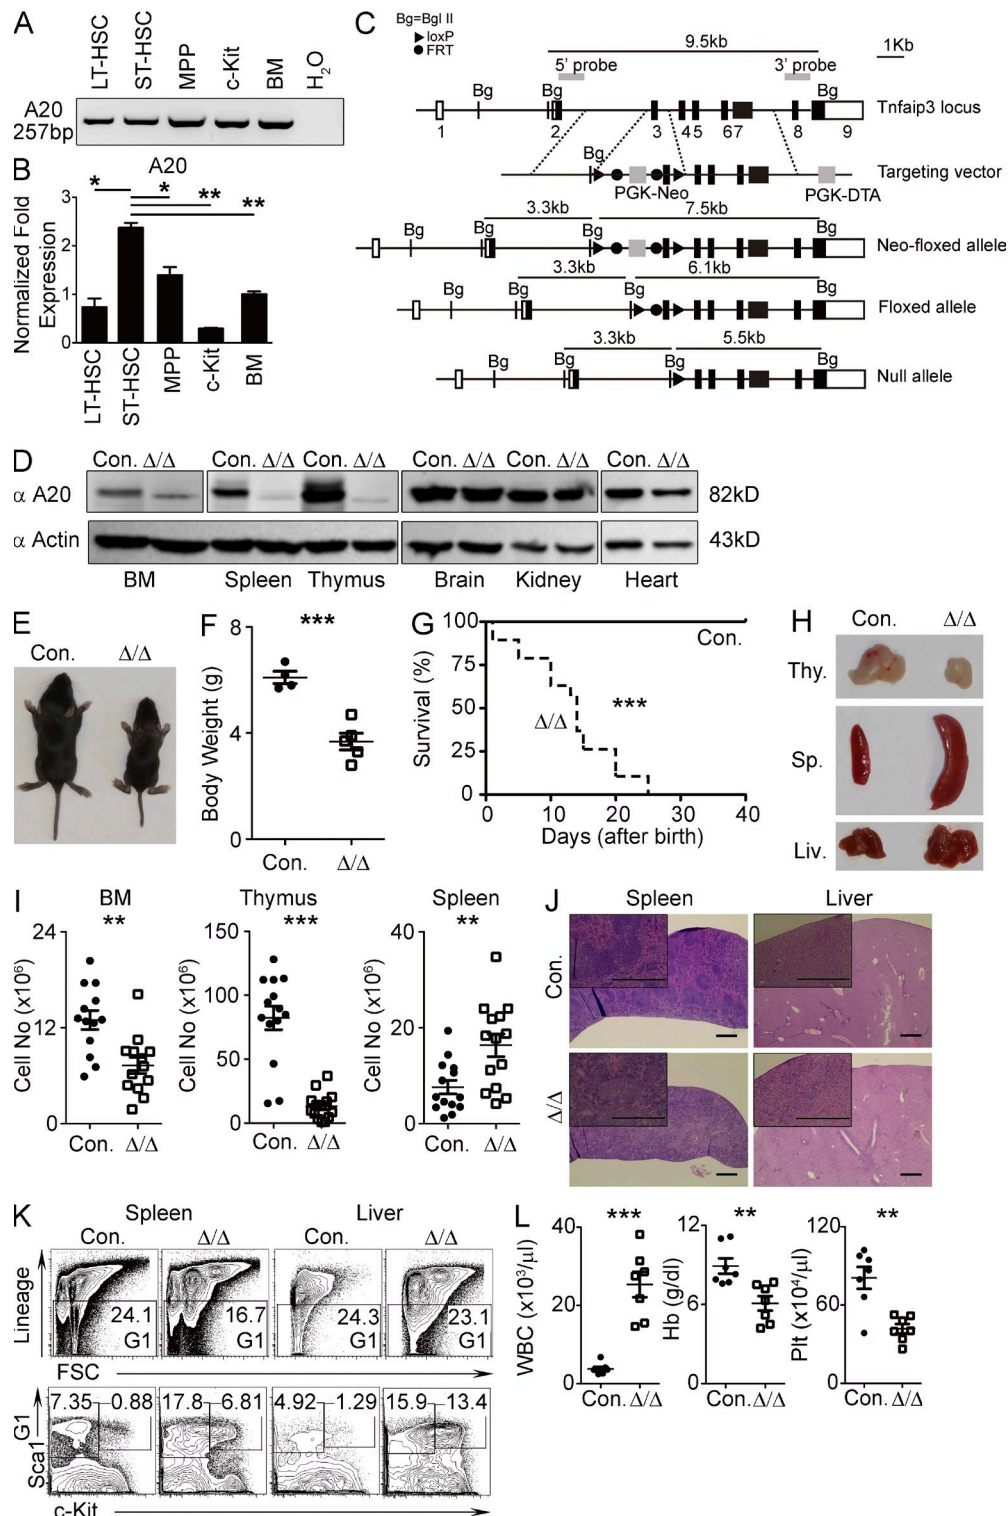 A
LT-HSC ST-HSC MPP c-Kit BM H2O
A20
257bp
B
A20
* * ** **
Normalized Fold Expression
3
2
1
0
LT-HSC ST-HSC MPP c-Kit BM
C
Bg=Bgl II
loxP
FRT
9.5kb
1Kb
5' probe 3' probe
Bg Bg Bg
Tnfaip3 locus
1 2 3 45 67 8 9
Bg
Targeting vector
PGK-Neo PGK-DTA
3.3kb 7.5kb
Bg Bg Bg Bg
Neo-floxed allele
3.3kb 6.1kb
Bg Bg Bg Bg
Floxed allele
3.3kb 5.5kb
Bg Bg Bg Bg
Null allele
D
Con. Δ/Δ Con. Δ/Δ Con. Δ/Δ Con. Δ/Δ Con. Δ/Δ Con. Δ/Δ
α A20 82kD
α Actin 43kD
BM Spleen Thymus Brain Kidney Heart
E
Con. Δ/Δ
F
***
Body Weight (g)
8
4
0
Con. Δ/Δ
G
Survival (%)
100
75
50
25
0
Con.
Δ/Δ ***
0 10 20 30 40
Days (after birth)
H
Con. Δ/Δ
Thy.
Sp.
Liv.
I
BM Thymus Spleen
** *** **
Cell No (x10⁶)
24
12
0
Con. Δ/Δ
Cell No (x10⁶)
150
100
50
0
Con. Δ/Δ
Cell No (x10⁶)
40
20
0
Con. Δ/Δ
J
Spleen Liver
Con.
Δ/Δ
K
Spleen Liver
Con. Δ/Δ Con. Δ/Δ
Lineage
24.1 16.7 24.3 23.1
G1 G1 G1 G1
FSC
G1
Sca1
7.35 0.88 17.8 6.81 4.92 1.29 15.9 13.4
c-Kit
L
*** ** **
WBC (x10³/μl)
40
20
0
Con. Δ/Δ
Hb (g/dl)
12
6
0
Con. Δ/Δ
Plt (x10⁴/μl)
120
60
0
Con. Δ/Δ